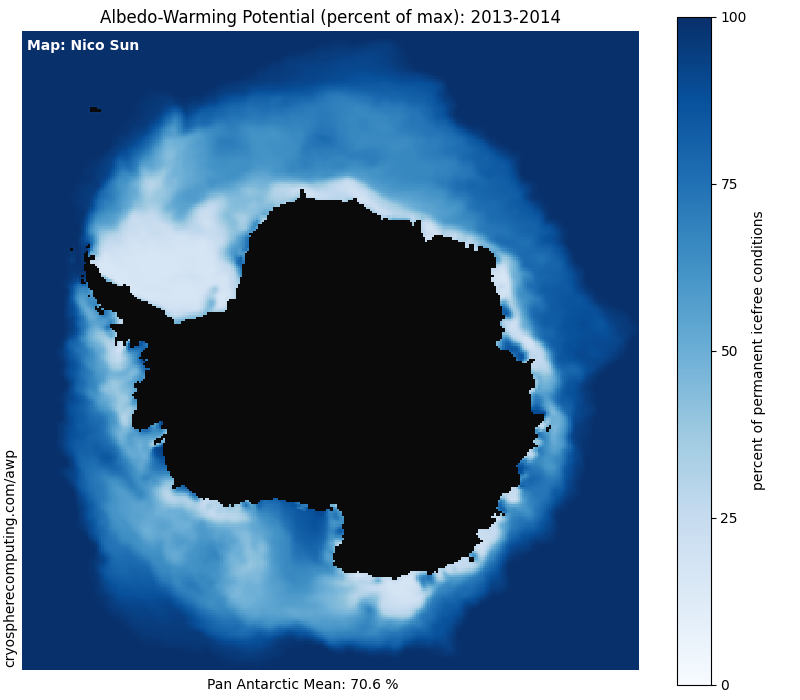 Albedo-Warming Potential (percent of max): 2013-2014
Map: Nico Sun
cryospherecomputing.com/awp
Pan Antarctic Mean: 70.6 %
100
75
50
25
0
percent of permanent icefree conditions